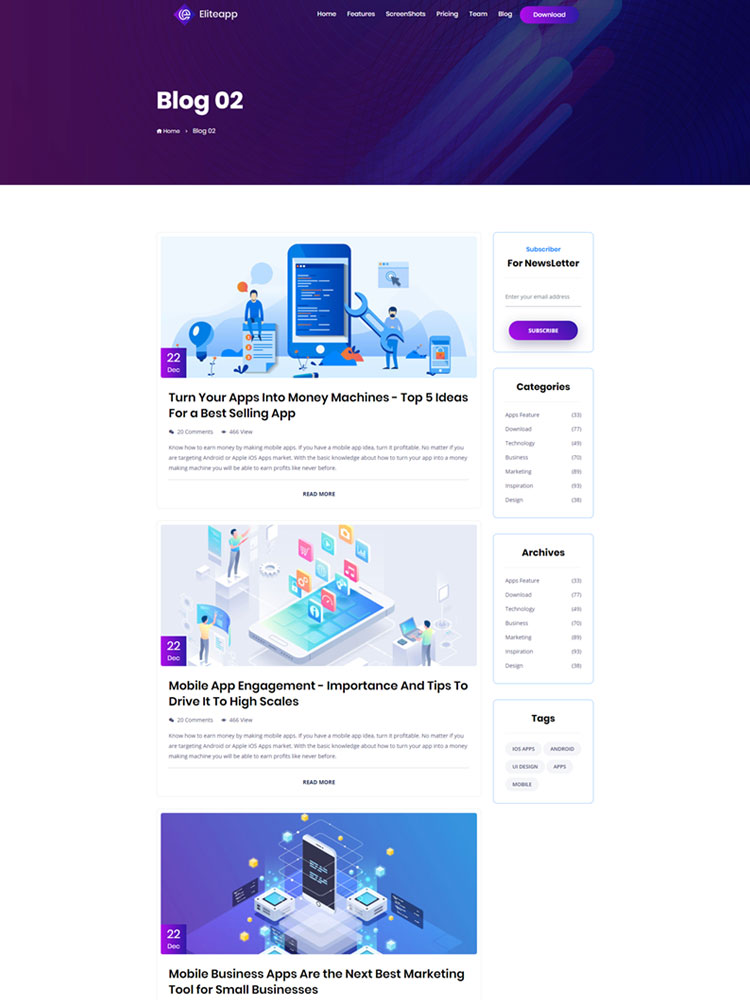 Eliteapp
Home Features ScreenShots Pricing Team Blog Download
Blog 02
Home › Blog 02
22
Dec
Turn Your Apps Into Money Machines - Top 5 Ideas
For a Best Selling App
20 Comments 466 View
Know how to earn money by making mobile apps. If you have a mobile app idea, turn it profitable. No matter if you
are targeting Android or Apple iOS Apps market. With the basic knowledge about how to turn your app into a money
making machine you will be able to earn profits like never before.
READ MORE
22
Dec
Mobile App Engagement - Importance And Tips To
Drive It To High Scales
20 Comments 466 View
Know how to earn money by making mobile apps. If you have a mobile app idea, turn it profitable. No matter if you
are targeting Android or Apple iOS Apps market. With the basic knowledge about how to turn your app into a money
making machine you will be able to earn profits like never before.
READ MORE
22
Dec
Mobile Business Apps Are the Next Best Marketing
Tool for Small Businesses
Subscriber
For NewsLetter
Enter your email address
SUBSCRIBE
Categories
Apps Feature (33)
Download (77)
Technology (49)
Business (70)
Marketing (89)
Inspiration (93)
Design (38)
Archives
Apps Feature (33)
Download (77)
Technology (49)
Business (70)
Marketing (89)
Inspiration (93)
Design (38)
Tags
IOS APPS ANDROID
UI DESIGN APPS
MOBILE